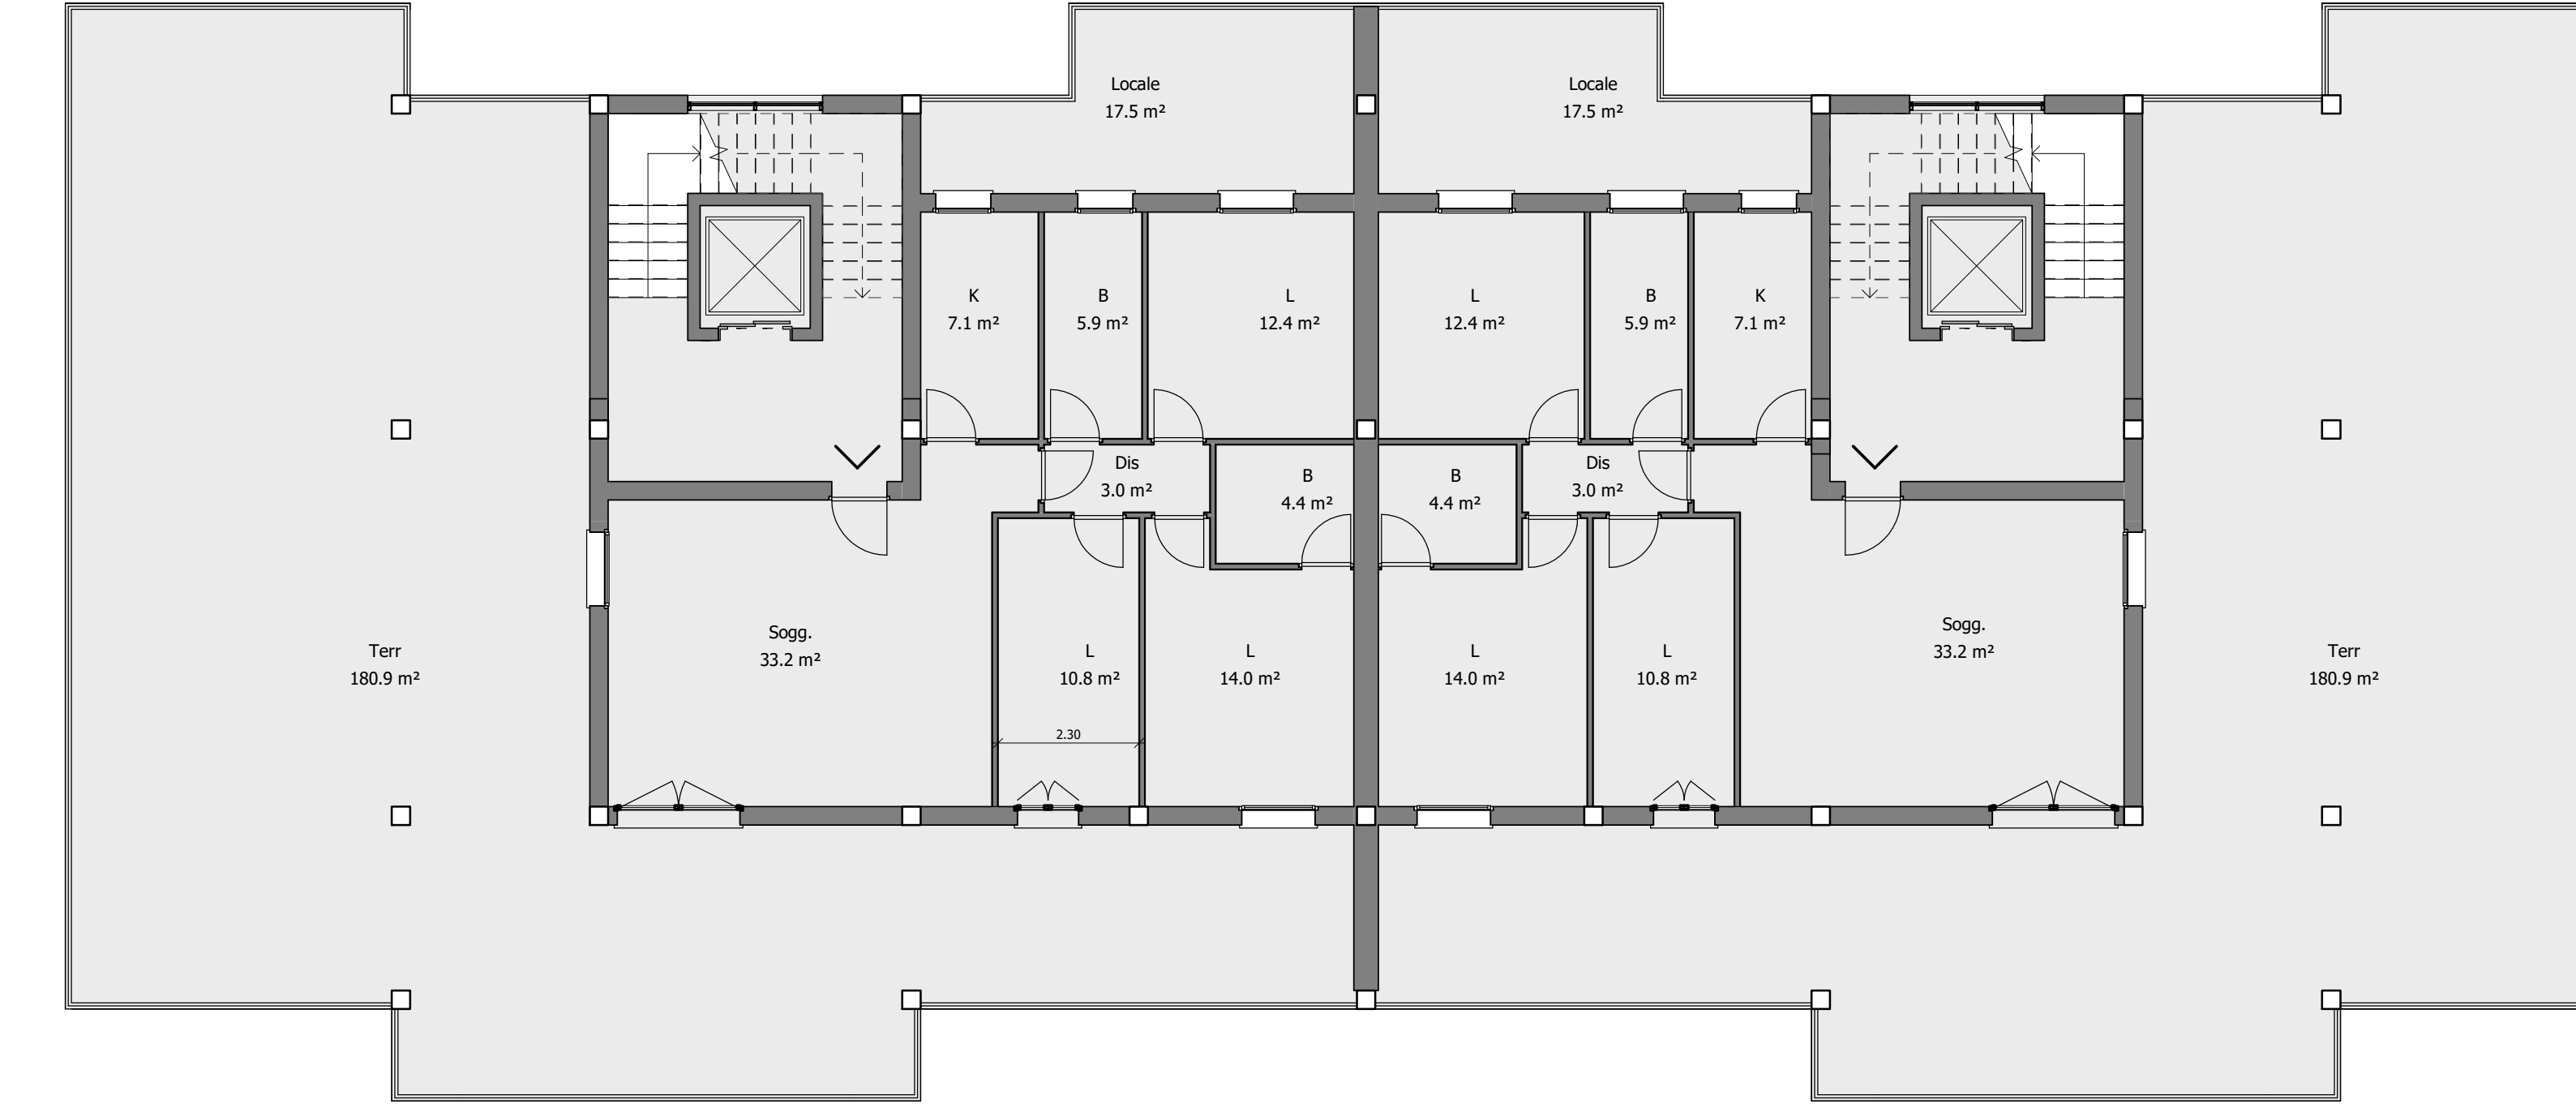 Locale
17.5 m²
Locale
17.5 m²
K
7.1 m²
B
5.9 m²
L
12.4 m²
L
12.4 m²
B
5.9 m²
K
7.1 m²
Dis
3.0 m²
B
4.4 m²
B
4.4 m²
Dis
3.0 m²
Sogg.
33.2 m²
Sogg.
33.2 m²
Terr
180.9 m²
L
10.8 m²
L
14.0 m²
L
14.0 m²
L
10.8 m²
Terr
180.9 m²
2.30